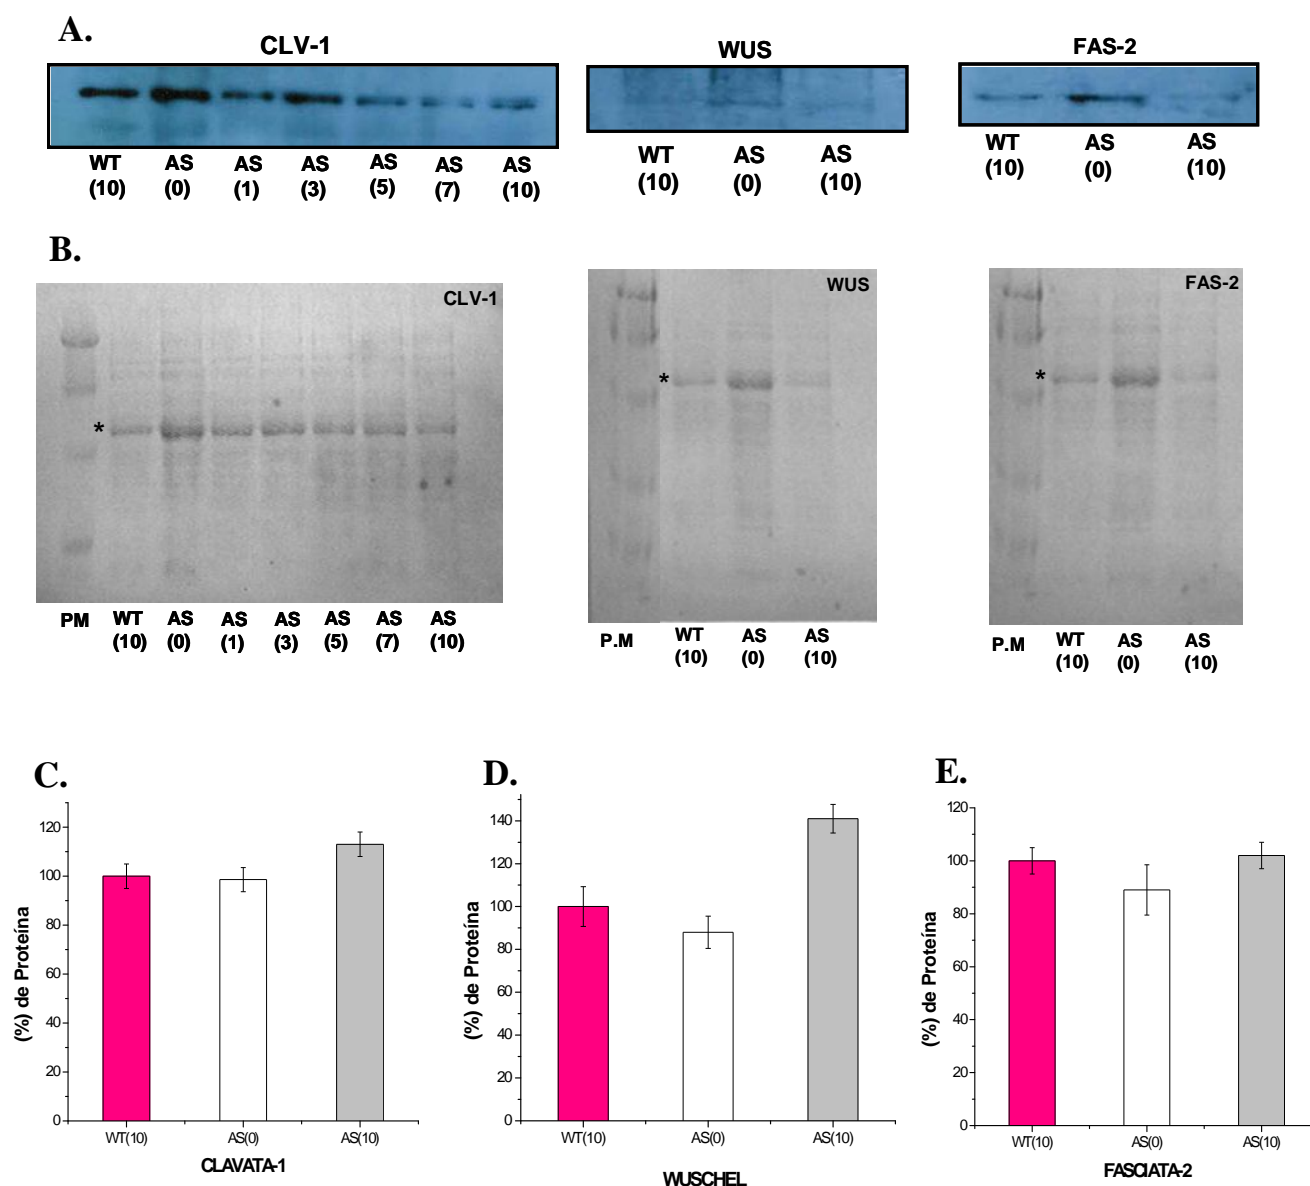 A.
CLV-1
WUS
FAS-2
WT AS AS AS AS AS AS
(10) (0) (1) (3) (5) (7) (10)
WT AS AS
(10) (0) (10)
WT AS AS
(10) (0) (10)
B.
CLV-1
*
PM WT AS AS AS AS AS AS
(10) (0) (1) (3) (5) (7) (10)
WUS
*
P.M WT AS AS
(10) (0) (10)
FAS-2
*
P.M WT AS AS
(10) (0) (10)
C.
(%) de Proteína
120
100
80
60
40
20
0
WT(10) AS(0) AS(10)
CLAVATA-1
D.
(%) de Proteína
140
120
100
80
60
40
20
0
WT(10) AS(0) AS(10)
WUSCHEL
E.
(%) de Proteína
120
100
80
60
40
20
0
WT(10) AS(0) AS(10)
FASCIATA-2